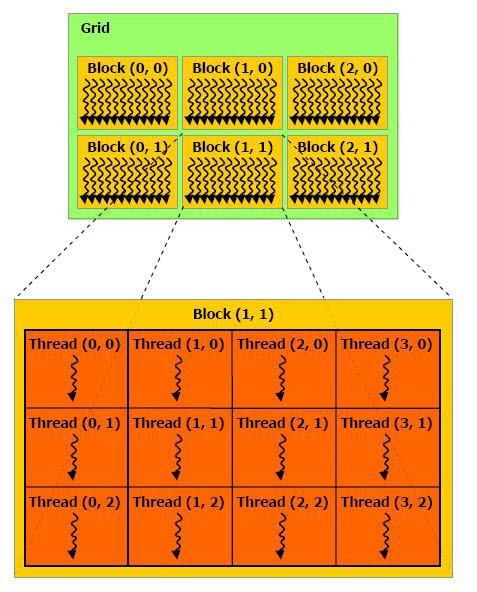 Grid
Block (0, 0) Block (1, 0) Block (2, 0)
Block (0, 1) Block (1, 1) Block (2, 1)
Block (1, 1)
Thread (0, 0) Thread (1, 0) Thread (2, 0) Thread (3, 0)
Thread (0, 1) Thread (1, 1) Thread (2, 1) Thread (3, 1)
Thread (0, 2) Thread (1, 2) Thread (2, 2) Thread (3, 2)